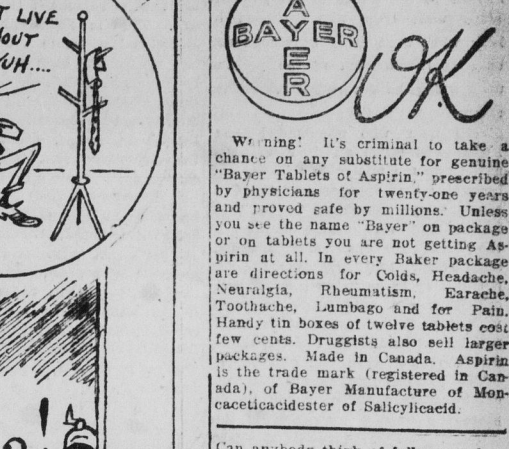 T LIVE
OUT
YUH....
BAYER
BAYER
OK
Warning! It's criminal to take a
chance on any substitute for genuine
"Bayer Tablets of Aspirin," prescribed
by physicians for twenty-one years
and proved safe by millions. Unless
you see the name "Bayer" on package
or on tablets you are not getting As-
pirin at all. In every Baker package
are directions for Colds, Headache,
Neuralgia, Rheumatism, Earache,
Toothache, Lumbago and for Pain.
Handy tin boxes of twelve tablets cost
few cents. Druggists also sell larger
packages. Made in Canada. Aspirin
is the trade mark (registered in Can-
ada), of Bayer Manufacture of Mon-
caceticacidester of Salicylicacid.
!